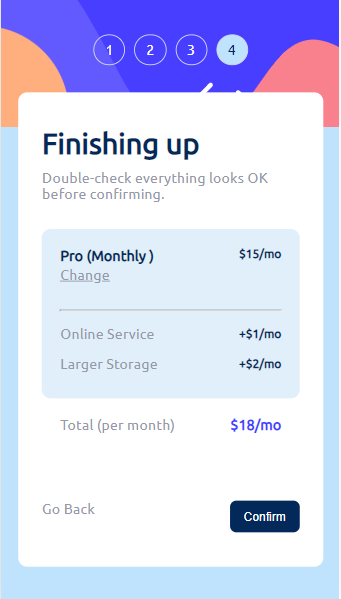 1 2 3 4
Finishing up
Double-check everything looks OK
before confirming.
Pro (Monthly ) $15/mo
Change
Online Service +$1/mo
Larger Storage +$2/mo
Total (per month) $18/mo
Go Back Confirm